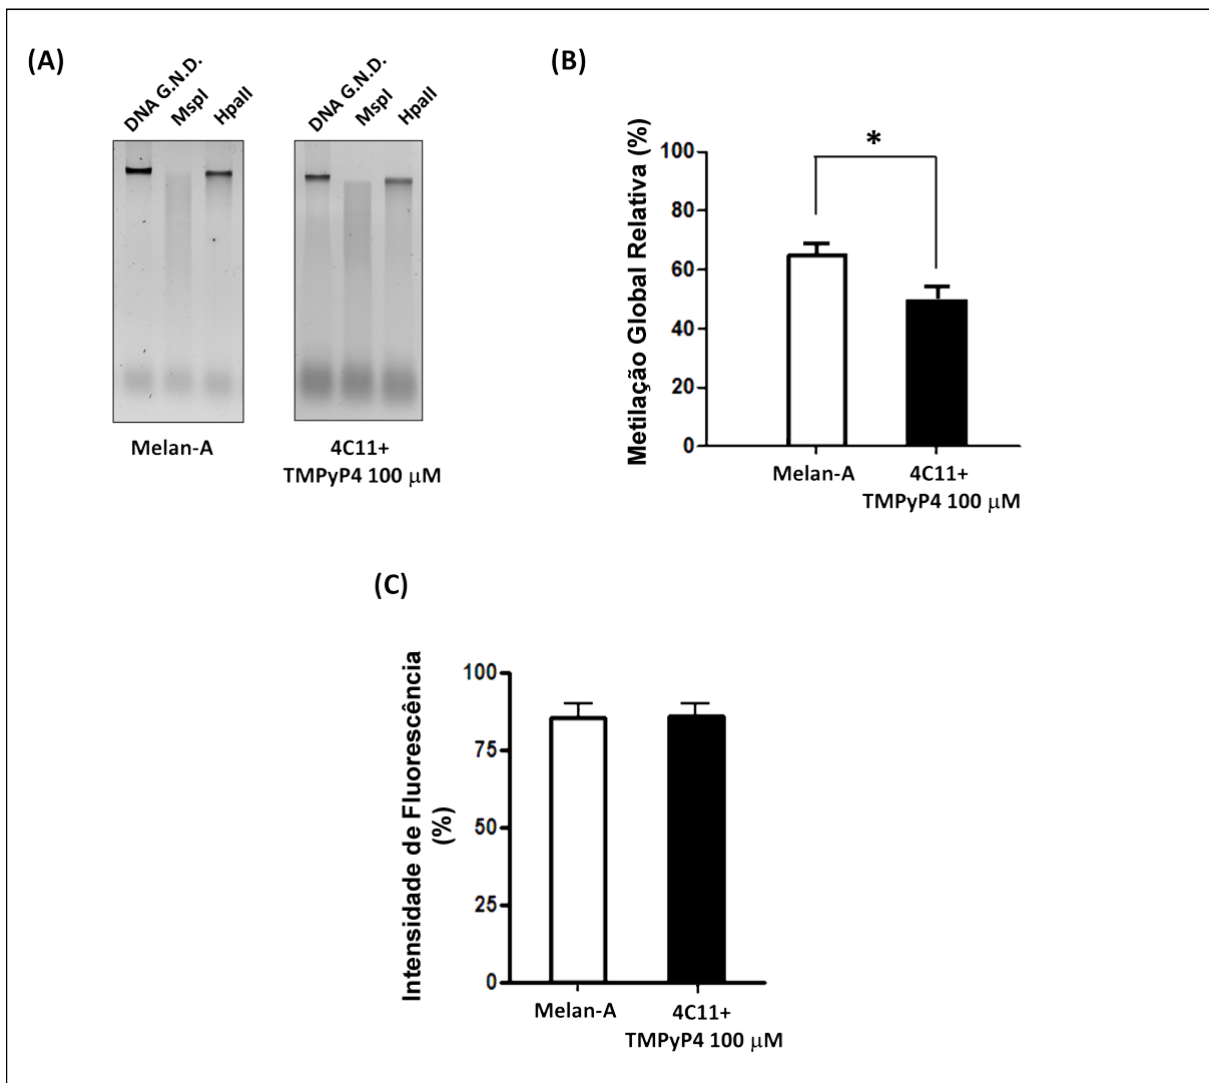 (A)
DNA G.N.D.
MspI
HpaII
DNA G.N.D.
MspI
HpaII
Melan-A
4C11+
TMPyP4 100 μM
(B)
Metilação Global Relativa (%)
100
80
60
40
20
0
*
Melan-A
4C11+
TMPyP4 100 μM
(C)
Intensidade de Fluorescência
(%)
100
75
50
25
0
Melan-A
4C11+
TMPyP4 100 μM